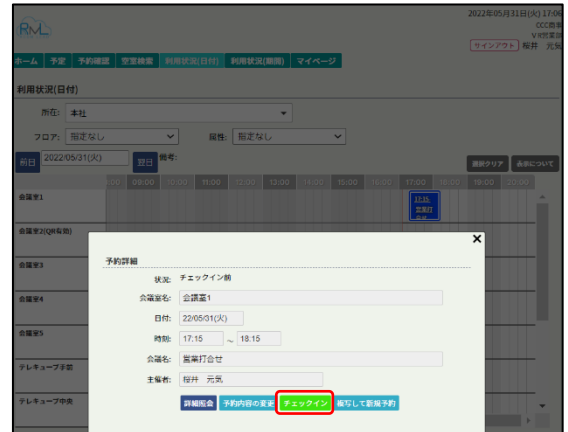 2022年05月31日(火) 17:06
RML
CCC商事
VR営業部
サインアウト 桜井 元気
ホーム 予定 予約確認 空室検索 利用状況(日付) 利用状況(期間) マイページ
利用状況(日付)
所在: 本社
フロア: 指定なし 属性: 指定なし
前日 2022/05/31(火) 翌日 備考: 選択クリア 表示について
09:00 10:00 11:00 12:00 13:00 14:00 15:00 16:00 17:00 18:00 19:00 20:00
会議室1
17:15
営業打
合せ
会議室2(QR有効)
会議室3
会議室4
会議室5
テレキューブ手前
テレキューブ中央
予約詳細
状況: チェックイン前
会議室名: 会議室1
日付: 22/05/31(火)
時刻: 17:15 ~ 18:15
会議名: 営業打合せ
主催者: 桜井 元気
詳細照会 予約内容の変更 チェックイン 複写して新規予約